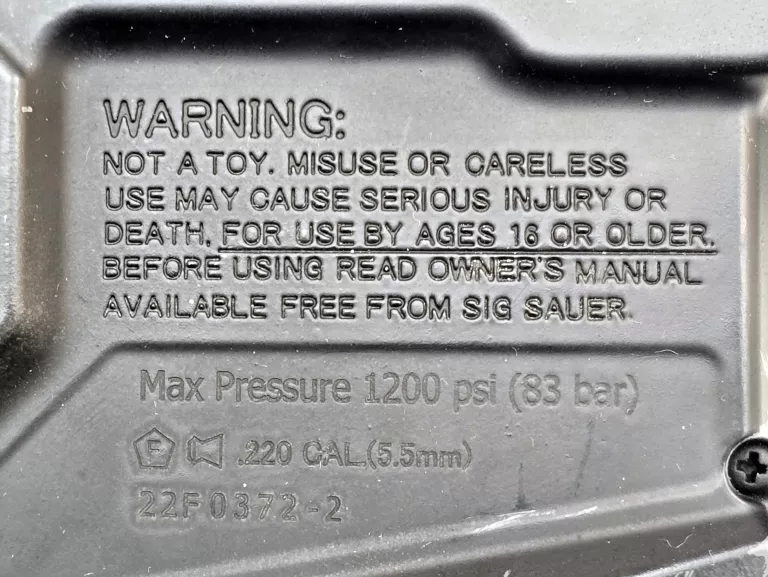 WARNING:
NOT A TOY. MISUSE OR CARELESS
USE MAY CAUSE SERIOUS INJURY OR
DEATH. FOR USE BY AGES 16 OR OLDER.
BEFORE USING READ OWNER'S MANUAL
AVAILABLE FREE FROM SIG SAUER.
Max Pressure 1200 psi (83 bar)
F .220 CAL(5.5mm)
22F0372-2